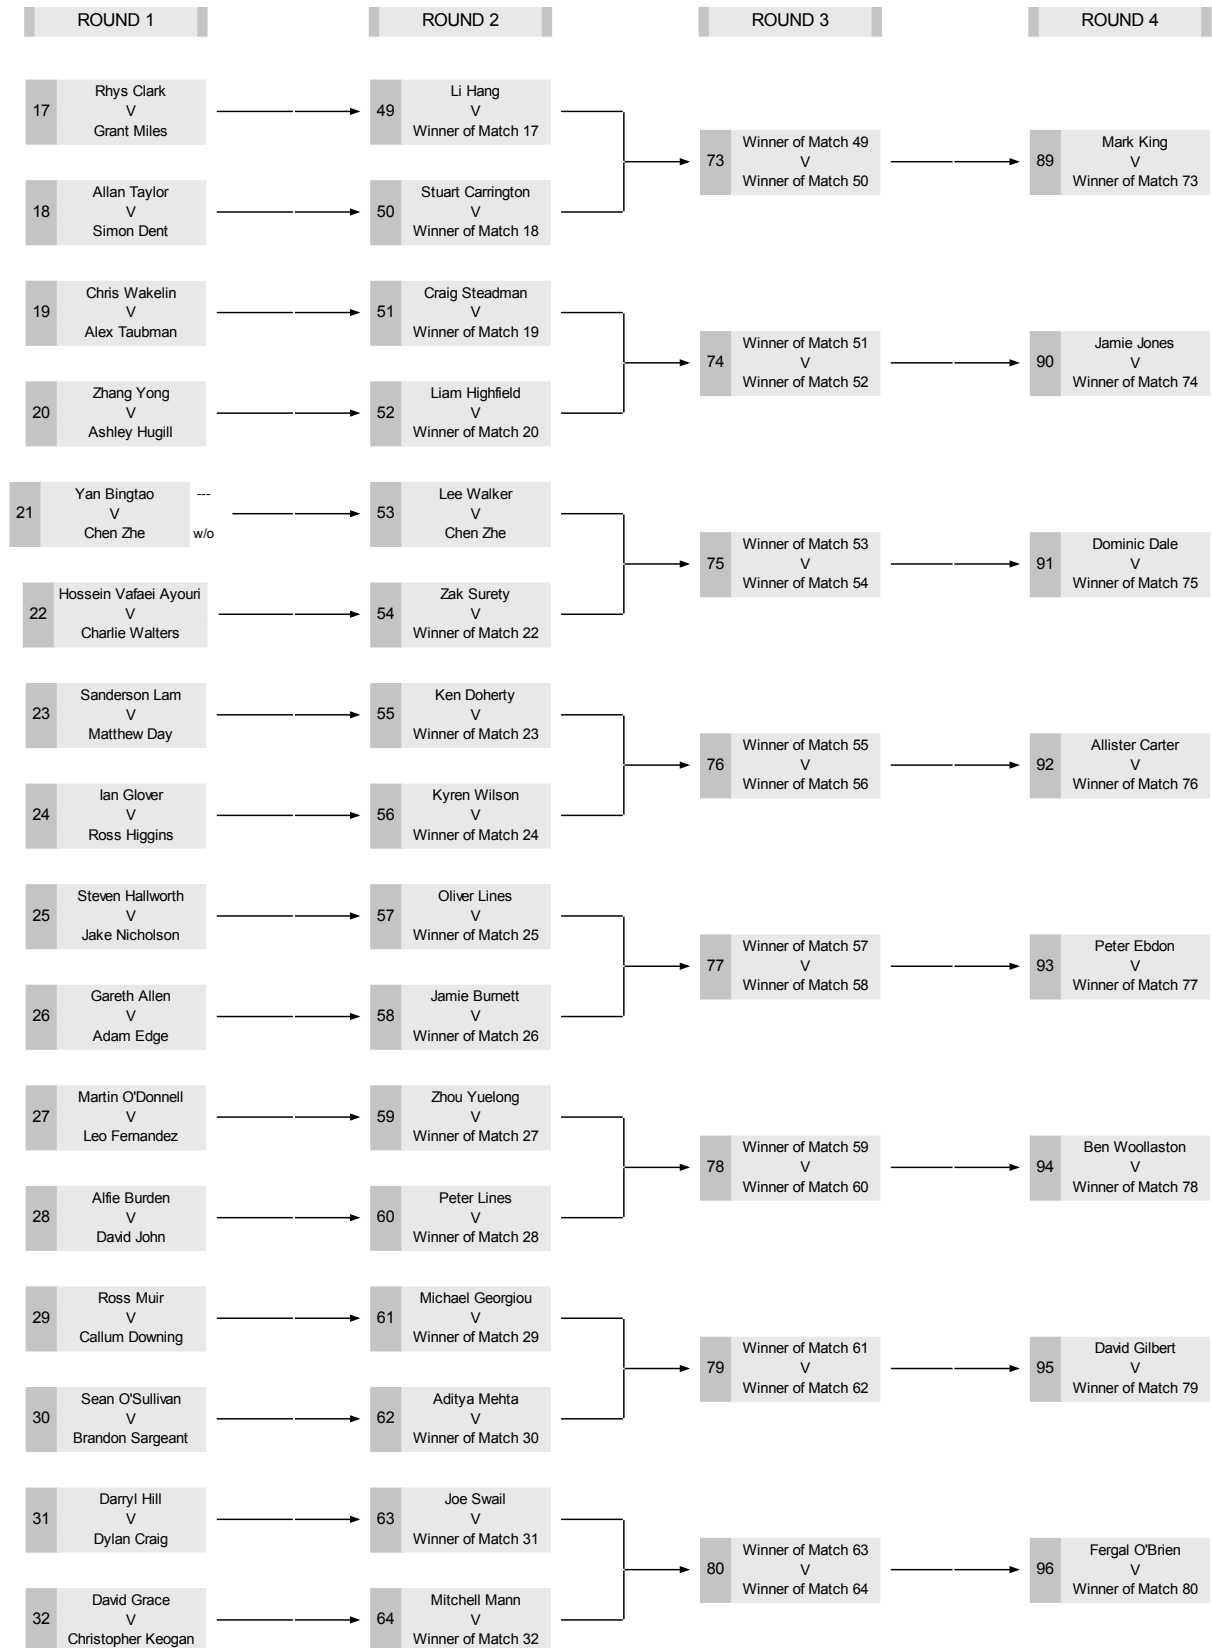 ROUND 1
ROUND 2
ROUND 3
ROUND 4
17
Rhys Clark
V
Grant Miles
49
Li Hang
V
Winner of Match 17
73
Winner of Match 49
V
Winner of Match 50
89
Mark King
V
Winner of Match 73
18
Allan Taylor
V
Simon Dent
50
Stuart Carrington
V
Winner of Match 18
19
Chris Wakelin
V
Alex Taubman
51
Craig Steadman
V
Winner of Match 19
74
Winner of Match 51
V
Winner of Match 52
90
Jamie Jones
V
Winner of Match 74
20
Zhang Yong
V
Ashley Hugill
52
Liam Highfield
V
Winner of Match 20
21
Yan Bingtao ---
V
Chen Zhe w/o
53
Lee Walker
V
Chen Zhe
75
Winner of Match 53
V
Winner of Match 54
91
Dominic Dale
V
Winner of Match 75
22
Hossein Vafaei Ayouri
V
Charlie Walters
54
Zak Surety
V
Winner of Match 22
23
Sanderson Lam
V
Matthew Day
55
Ken Doherty
V
Winner of Match 23
76
Winner of Match 55
V
Winner of Match 56
92
Allister Carter
V
Winner of Match 76
24
Ian Glover
V
Ross Higgins
56
Kyren Wilson
V
Winner of Match 24
25
Steven Hallworth
V
Jake Nicholson
57
Oliver Lines
V
Winner of Match 25
77
Winner of Match 57
V
Winner of Match 58
93
Peter Ebdon
V
Winner of Match 77
26
Gareth Allen
V
Adam Edge
58
Jamie Burnett
V
Winner of Match 26
27
Martin O'Donnell
V
Leo Fernandez
59
Zhou Yuelong
V
Winner of Match 27
78
Winner of Match 59
V
Winner of Match 60
94
Ben Woollaston
V
Winner of Match 78
28
Alfie Burden
V
David John
60
Peter Lines
V
Winner of Match 28
29
Ross Muir
V
Callum Downing
61
Michael Georgiou
V
Winner of Match 29
79
Winner of Match 61
V
Winner of Match 62
95
David Gilbert
V
Winner of Match 79
30
Sean O'Sullivan
V
Brandon Sargeant
62
Aditya Mehta
V
Winner of Match 30
31
Darryl Hill
V
Dylan Craig
63
Joe Swail
V
Winner of Match 31
80
Winner of Match 63
V
Winner of Match 64
96
Fergal O'Brien
V
Winner of Match 80
32
David Grace
V
Christopher Keogan
64
Mitchell Mann
V
Winner of Match 32